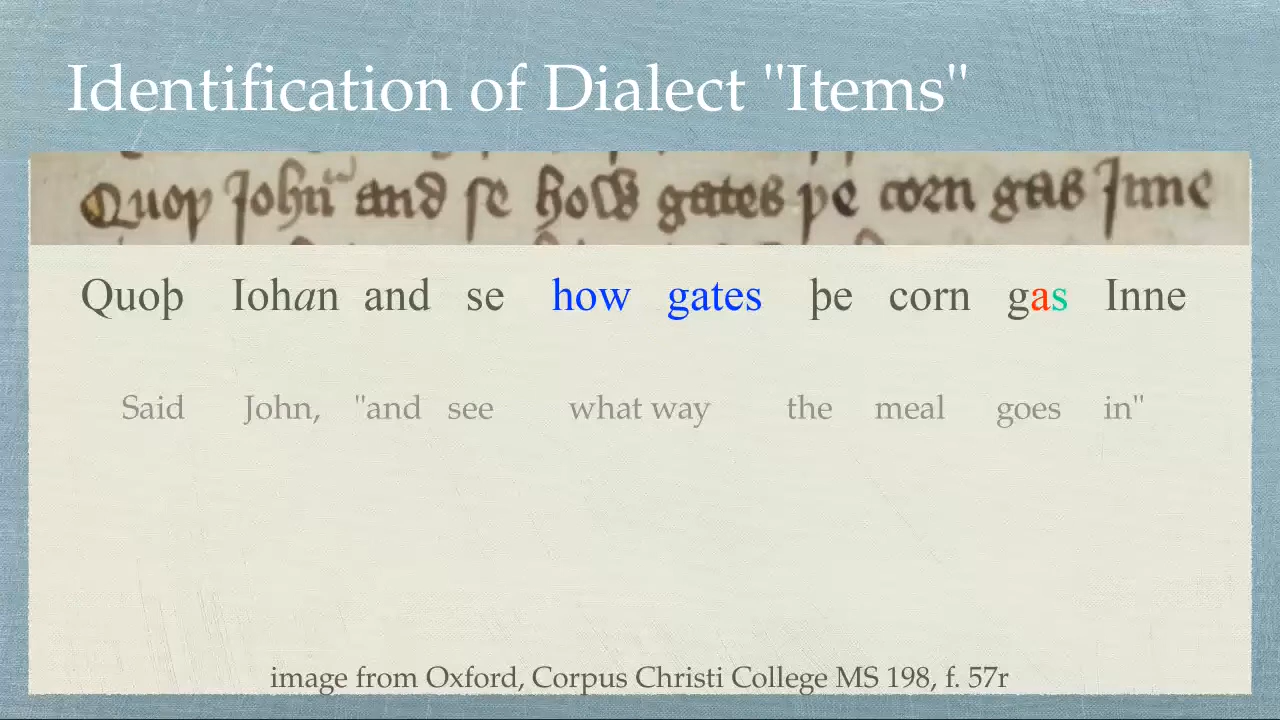 Identification of Dialect "Items"
Quoþ Iohn̄ and se how gates þe corn gas Inne
Quoþ Iohan and se how gates þe corn gas Inne
Said John, "and see what way the meal goes in"
image from Oxford, Corpus Christi College MS 198, f. 57r